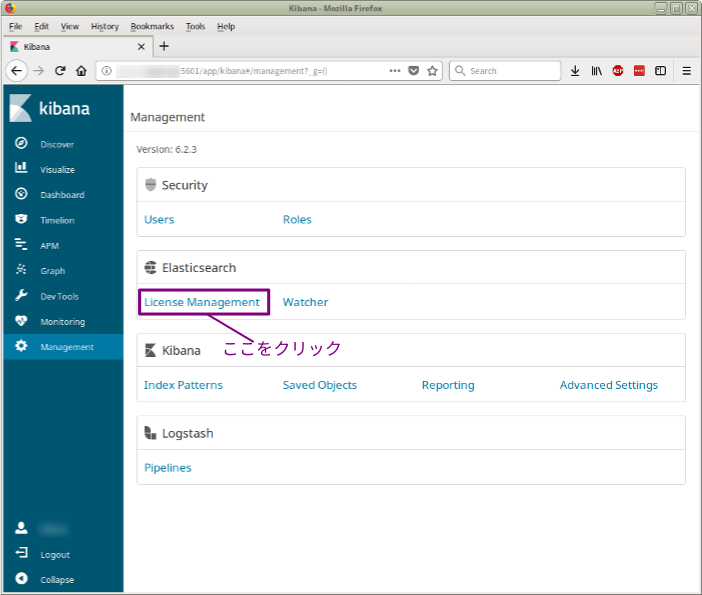 Kibana - Mozilla Firefox
File Edit View History Bookmarks Tools Help
Kibana
:5601/app/kibana#/management?_g=() Search ABP
kibana
Discover
Visualize
Dashboard
Timelion
APM
Graph
Dev Tools
Monitoring
Management
Logout
Collapse
Management
Version: 6.2.3
Security
Users Roles
Elasticsearch
License Management Watcher
ここをクリック
Kibana
Index Patterns Saved Objects Reporting Advanced Settings
Logstash
Pipelines